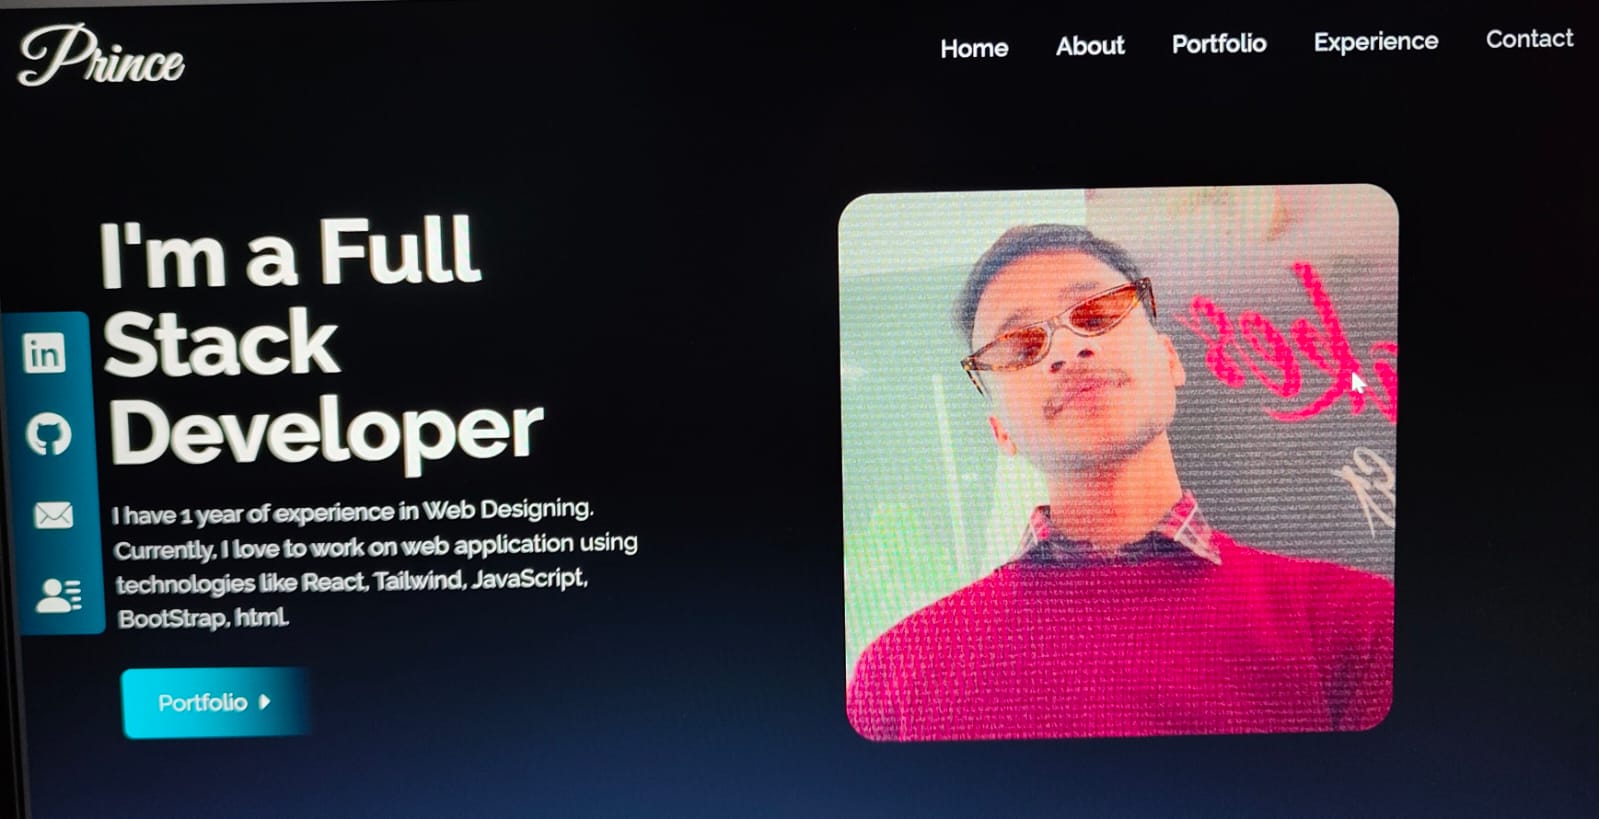 Prince
Home About Portfolio Experience Contact
I'm a Full
Stack
Developer
in
I have 1 year of experience in Web Designing.
Currently, I love to work on web application using
technologies like React, Tailwind, JavaScript,
BootStrap, html.
Portfolio